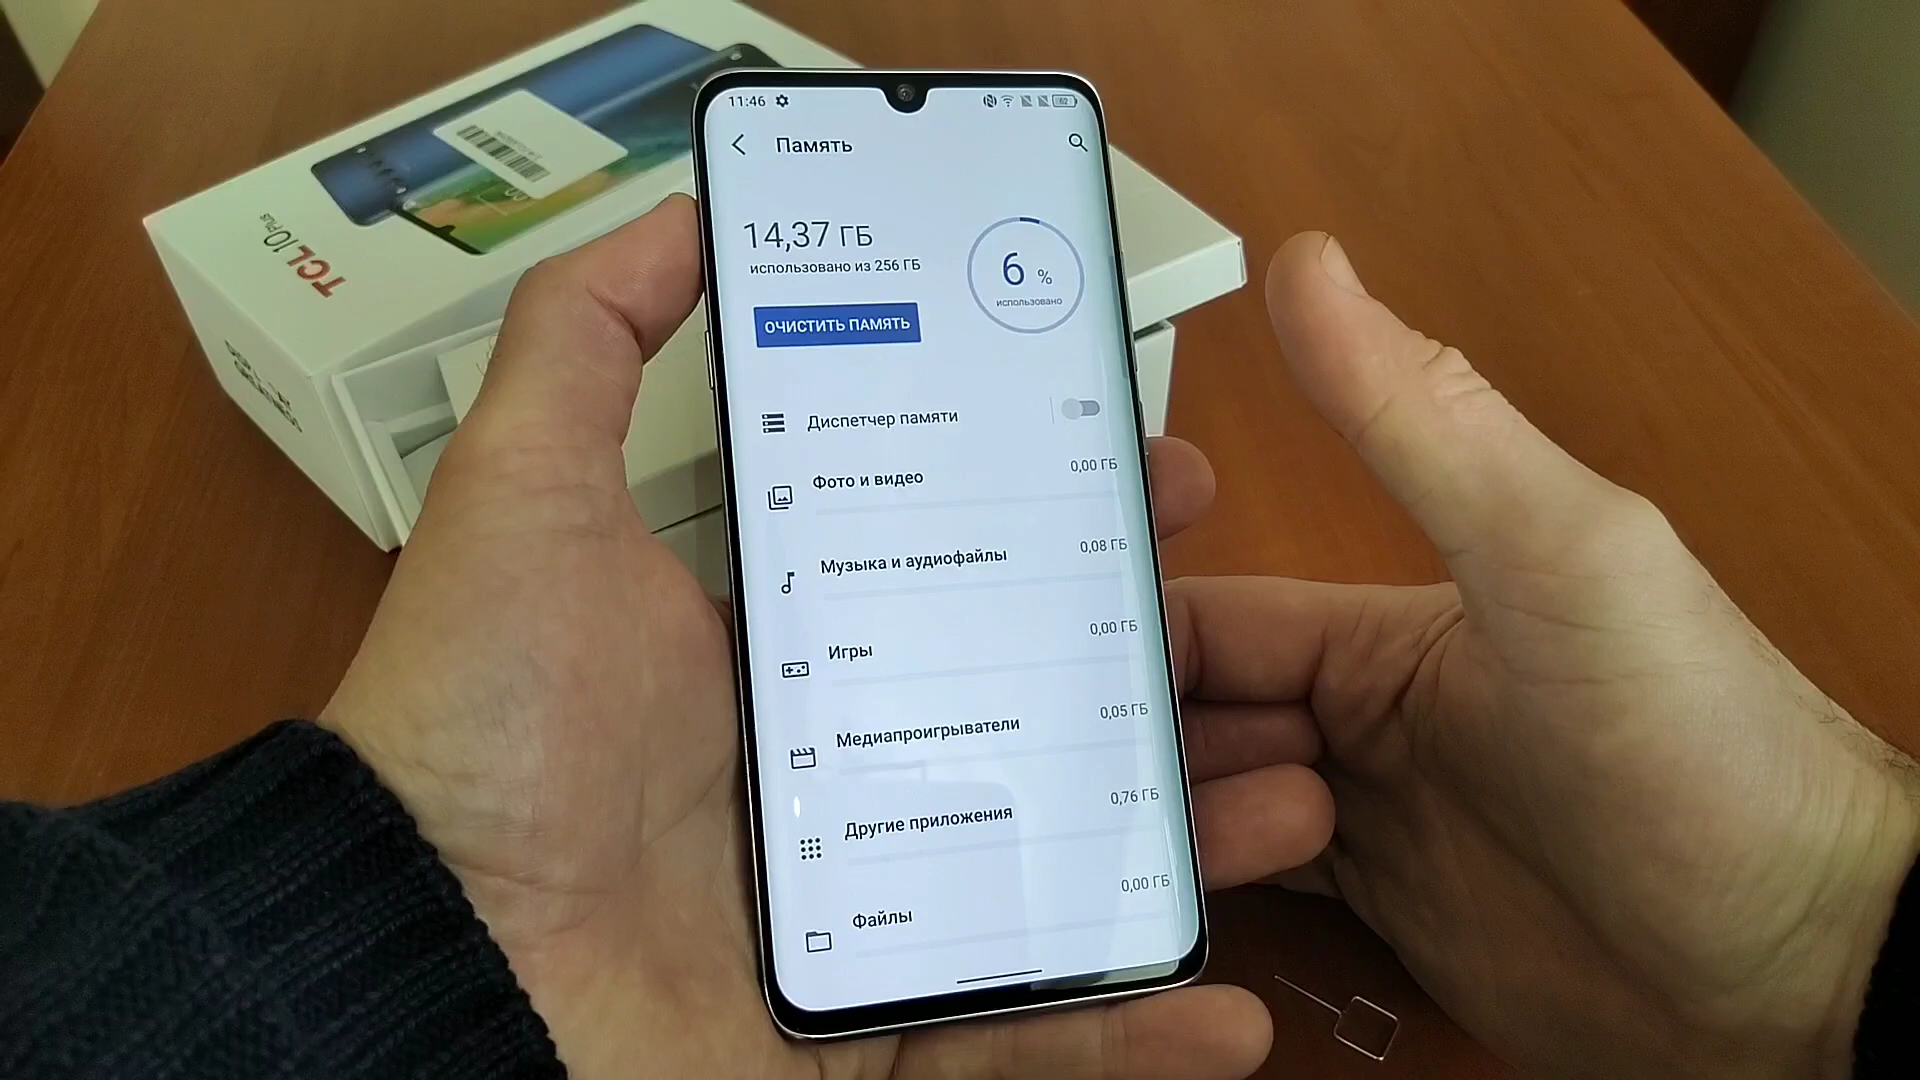 TCL 10 Plus
11:46
62
Память
14,37 ГБ
использовано из 256 ГБ
6 %
использовано
ОЧИСТИТЬ ПАМЯТЬ
Диспетчер памяти
Фото и видео
0,00 ГБ
Музыка и аудиофайлы
0,08 ГБ
Игры
0,00 ГБ
Медиапроигрыватели
0,05 ГБ
Другие приложения
0,76 ГБ
Файлы
0,00 ГБ